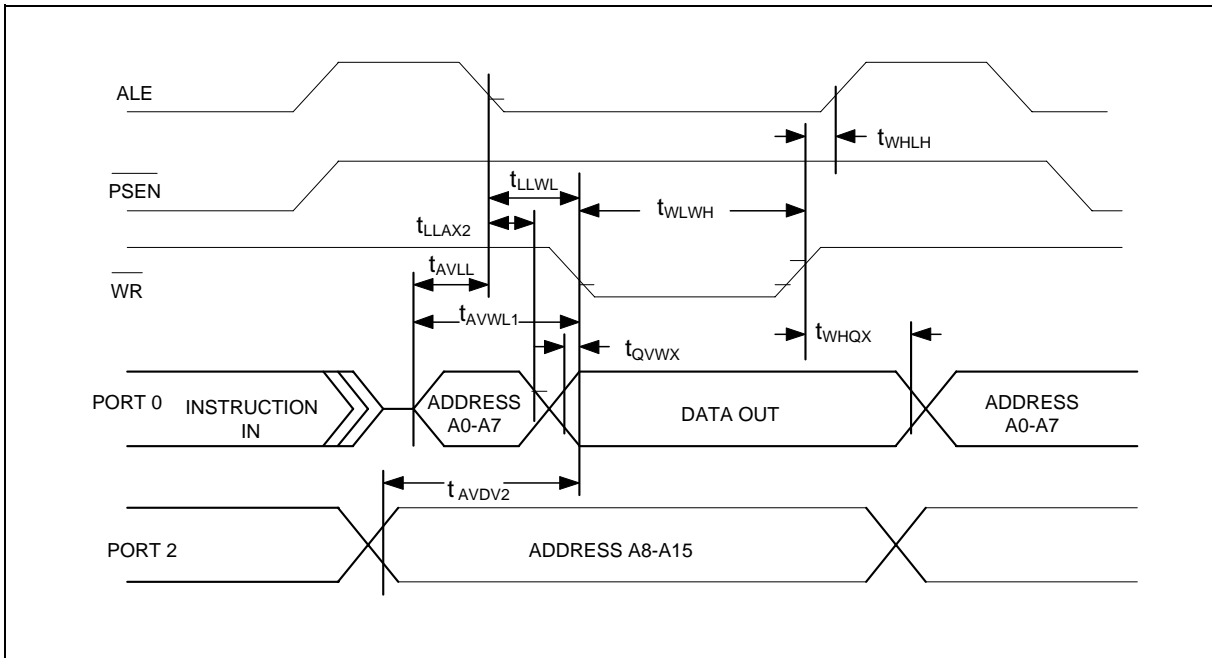 ALE
tWHLH
PSEN
tLLWL
tWLWH
tLLAX2
tAVLL
WR
tAVWL1
tWHQX
tQVWX
PORT 0
INSTRUCTION
IN
ADDRESS
A0-A7
DATA OUT
ADDRESS
A0-A7
tAVDV2
PORT 2
ADDRESS A8-A15